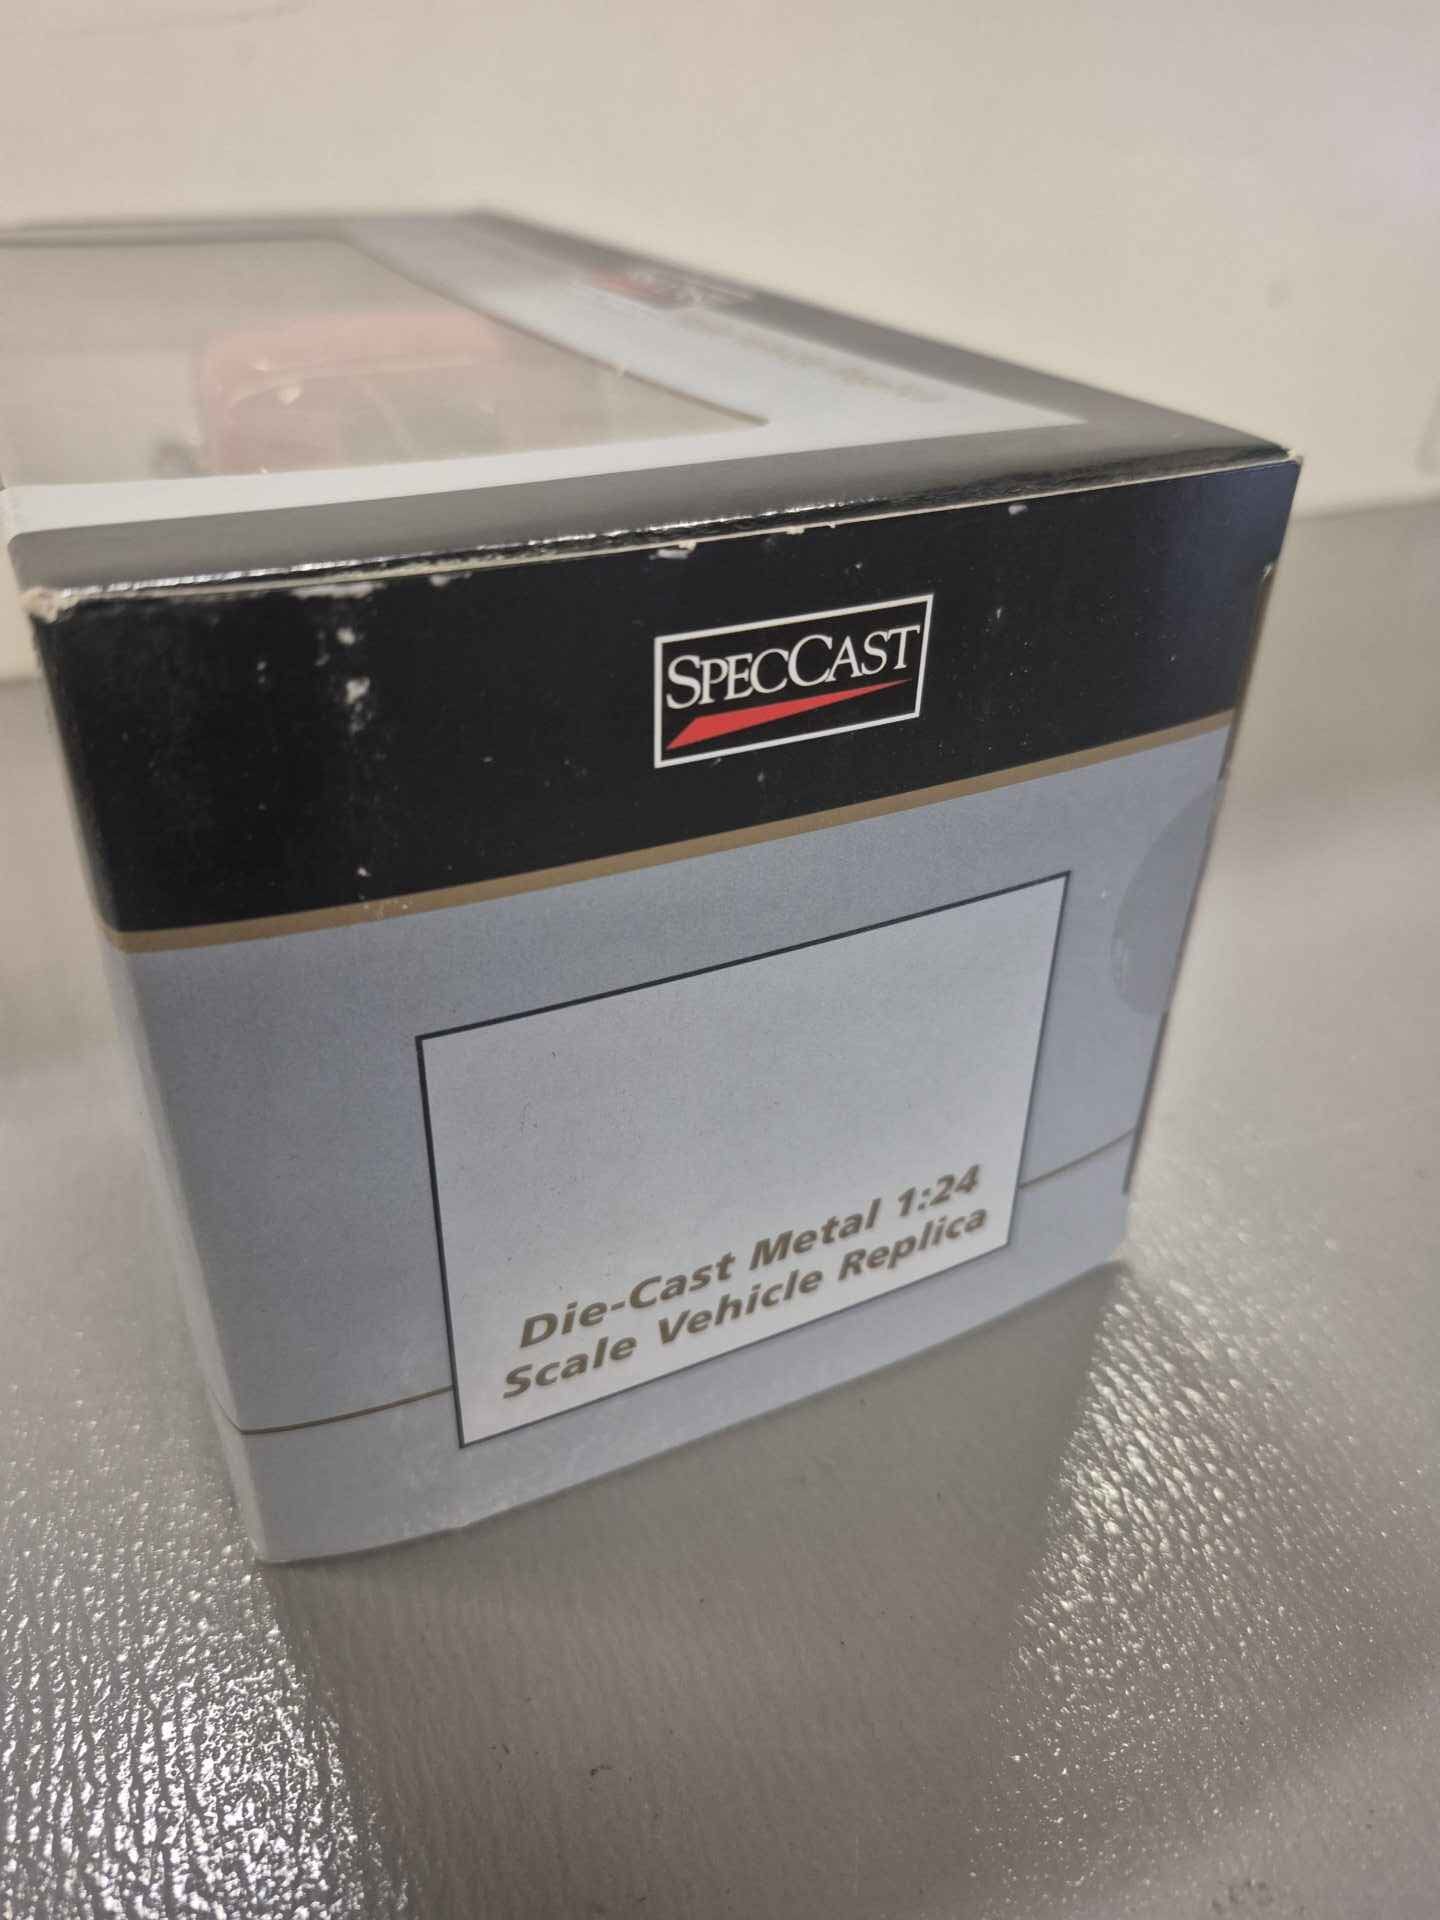 SPECCAST
Die-Cast Metal 1:24
Scale Vehicle Replica